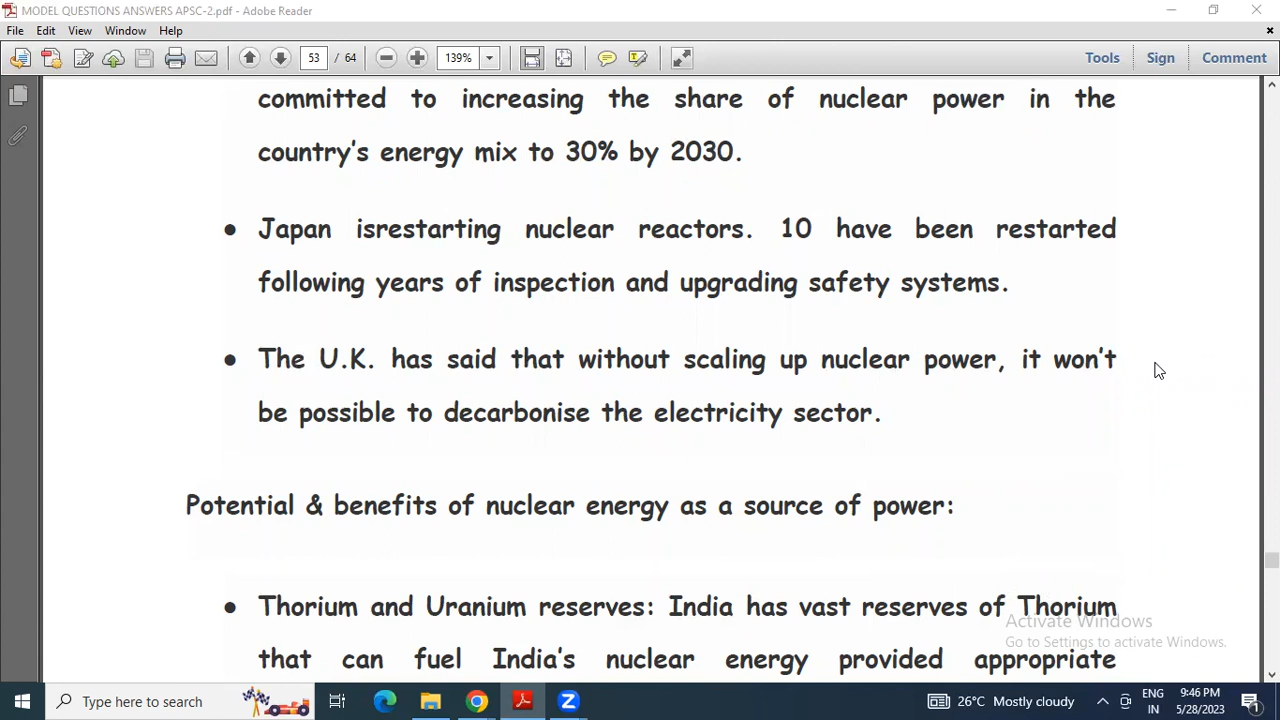 MODEL QUESTIONS ANSWERS APSC-2.pdf - Adobe Reader
File Edit View Window Help
53 / 64 139% Tools Sign Comment
committed to increasing the share of nuclear power in the
country's energy mix to 30% by 2030.
• Japan isrestarting nuclear reactors. 10 have been restarted
following years of inspection and upgrading safety systems.
• The U.K. has said that without scaling up nuclear power, it won't
be possible to decarbonise the electricity sector.
Potential & benefits of nuclear energy as a source of power:
• Thorium and Uranium reserves: India has vast reserves of Thorium
that can fuel India's nuclear energy provided appropriate
Activate Windows
Go to Settings to activate Windows.
Type here to search
26°C Mostly cloudy
ENG
IN
9:46 PM
5/28/2023
1